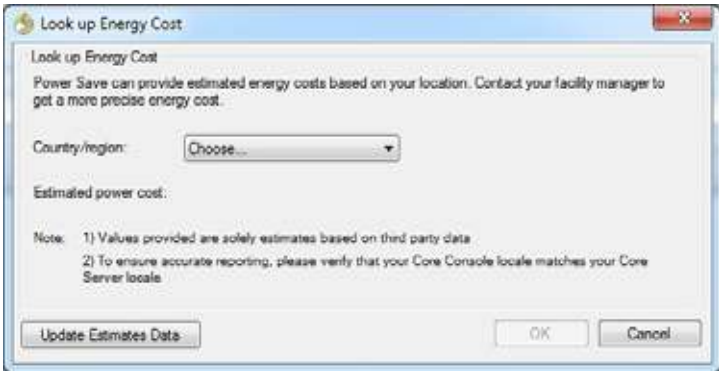 Look up Energy Cost
Look up Energy Cost
Power Save can provide estimated energy costs based on your location. Contact your facility manager to
get a more precise energy cost.
Country/region:
Choose...
Estimated power cost:
Note: 1) Values provided are solely estimates based on third party data
2) To ensure accurate reporting, please verify that your Core Console locale matches your Core
Server locale
Update Estimates Data
OK
Cancel